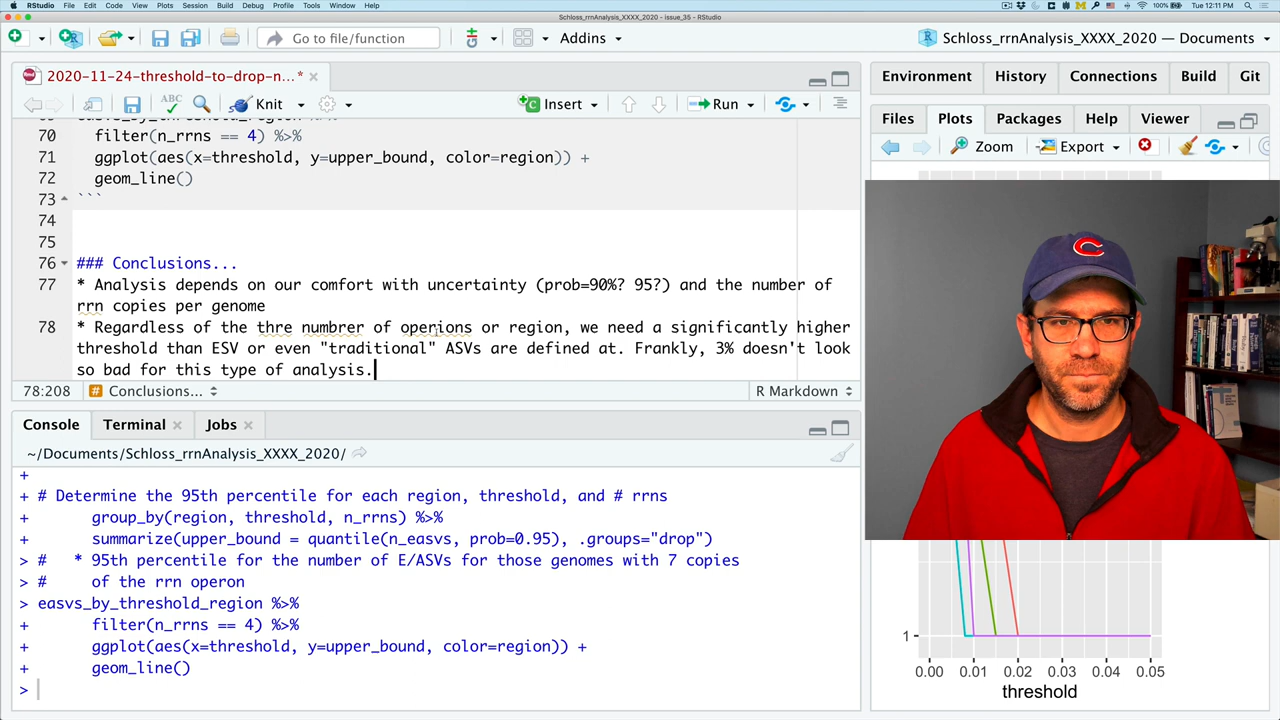 RStudio File Edit Code View Plots Session Build Debug Profile Tools Window Help
100% Tue 12:11 PM
Schloss_rrnAnalysis_XXXX_2020 - issue_35 - RStudio
Go to file/function
Addins
Schloss_rrnAnalysis_XXXX_2020 — Documents
2020-11-24-threshold-to-drop-n...*
ABC
Knit
Insert
Run
70 filter(n_rrns == 4) %>%
71 ggplot(aes(x=threshold, y=upper_bound, color=region)) +
72 geom_line()
73 ```
74
75
76 ### Conclusions...
77 * Analysis depends on our comfort with uncertainty (prob=90%? 95?) and the number of
rrn copies per genome
78 * Regardless of the thre numbrer of operions or region, we need a significantly higher
threshold than ESV or even "traditional" ASVs are defined at. Frankly, 3% doesn't look
so bad for this type of analysis.
78:208 # Conclusions... R Markdown
Console Terminal Jobs
~/Documents/Schloss_rrnAnalysis_XXXX_2020/
+
+ # Determine the 95th percentile for each region, threshold, and # rrns
+ group_by(region, threshold, n_rrns) %>%
+ summarize(upper_bound = quantile(n_easvs, prob=0.95), .groups="drop")
> # * 95th percentile for the number of E/ASVs for those genomes with 7 copies
> # of the rrn operon
> easvs_by_threshold_region %>%
+ filter(n_rrns == 4) %>%
+ ggplot(aes(x=threshold, y=upper_bound, color=region)) +
+ geom_line()
>
Environment History Connections Build Git
Files Plots Packages Help Viewer
Zoom Export
C
1
0.00 0.01 0.02 0.03 0.04 0.05
threshold